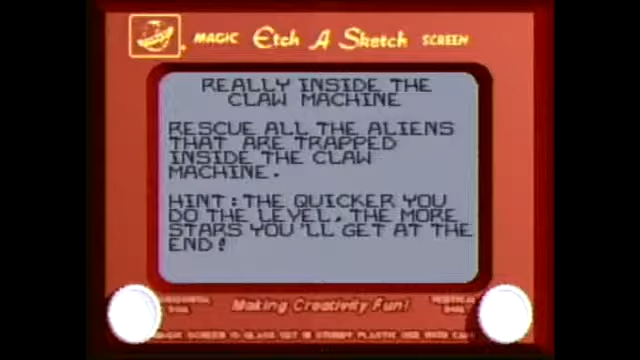 MAGIC Etch A Sketch SCREEN
REALLY INSIDE THE
CLAW MACHINE
RESCUE ALL THE ALIENS
THAT ARE TRAPPED
INSIDE THE CLAW
MACHINE.
HINT:THE QUICKER YOU
DO THE LEVEL, THE MORE
STARS YOU'LL GET AT THE
END!
Making Creativity Fun!